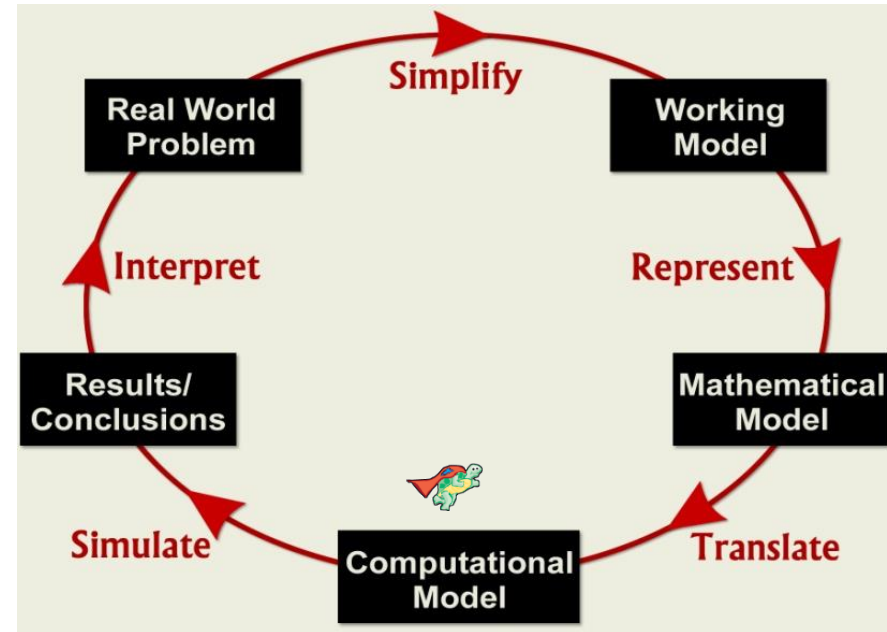 Simplify
Real World
Problem
Working
Model
Interpret
Represent
Results/
Conclusions
Mathematical
Model
Simulate
Translate
Computational
Model